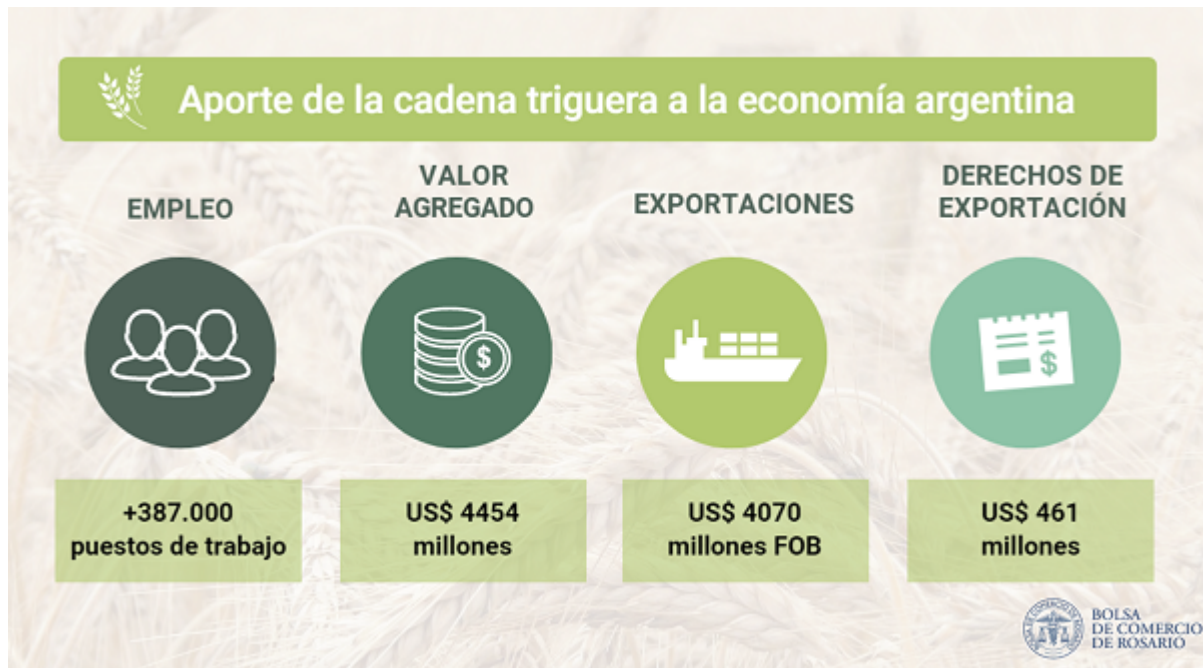 Aporte de la cadena triguera a la economía argentina
EMPLEO
VALOR
AGREGADO
EXPORTACIONES
DERECHOS DE
EXPORTACIÓN
$
$
+387.000
puestos de trabajo
US$ 4454
millones
US$ 4070
millones FOB
US$ 461
millones
BOLSA
DE COMERCIO
DE ROSARIO